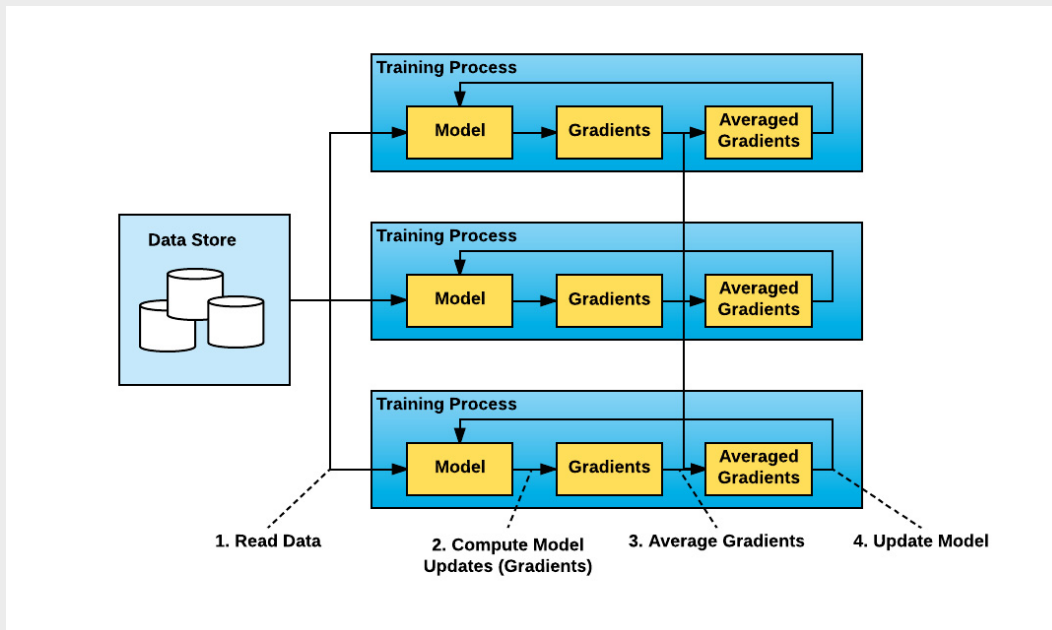 Training Process
Model
Gradients
Averaged
Gradients
Data Store
Training Process
Model
Gradients
Averaged
Gradients
Training Process
Model
Gradients
Averaged
Gradients
1. Read Data
2. Compute Model
Updates (Gradients)
3. Average Gradients
4. Update Model